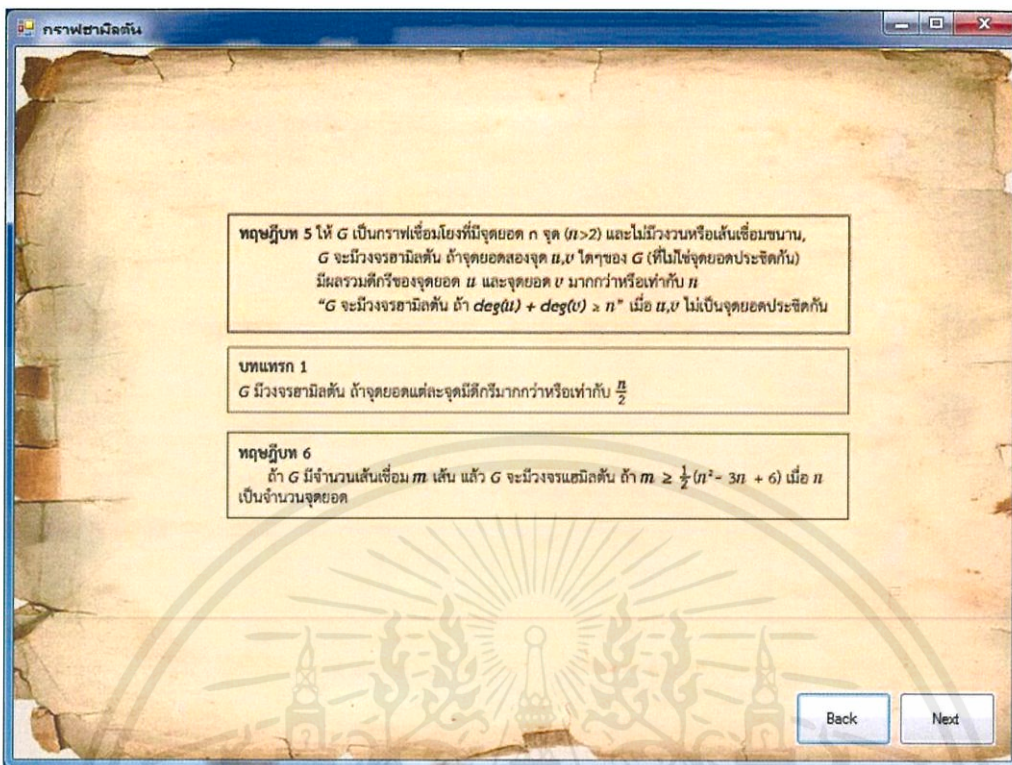 กราฟฮามิลตัน
ทฤษฎีบท 5 ให้ G เป็นกราฟเชื่อมโยงที่มีจุดยอด n จุด (n>2) และไม่มีวงวนหรือเส้นเชื่อมขนาน,
G จะมีวงจรฮามิลตัน ถ้าจุดยอดสองจุด u,v ใดๆของ G (ที่ไม่ใช่จุดยอดประชิดกัน)
มีผลรวมดีกรีของจุดยอด u และจุดยอด v มากกว่าหรือเท่ากับ n
“G จะมีวงจรฮามิลตัน ถ้า deg(u) + deg(v) ≥ n” เมื่อ u,v ไม่เป็นจุดยอดประชิดกัน
บทแทรก 1
G มีวงจรฮามิลตัน ถ้าจุดยอดแต่ละจุดมีดีกรีมากกว่าหรือเท่ากับ n/2
ทฤษฎีบท 6
ถ้า G มีจำนวนเส้นเชื่อม m เส้น แล้ว G จะมีวงจรแฮมิลตัน ถ้า m ≥ 1/2 (n² - 3n + 6) เมื่อ n
เป็นจำนวนจุดยอด
Back Next